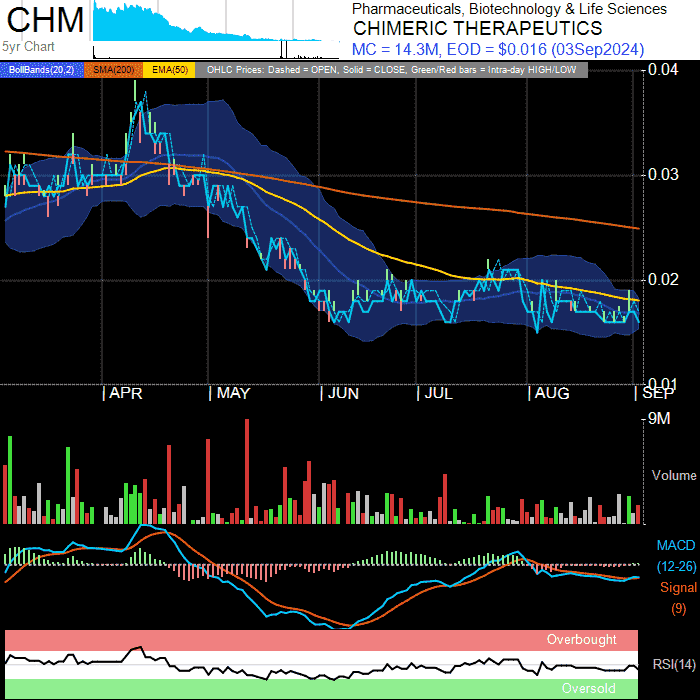 CHM
5yr Chart
Pharmaceuticals, Biotechnology & Life Sciences
CHIMERIC THERAPEUTICS
MC = 14.3M, EOD = $0.016 (03Sep2024)
BollBands(20,2) SMA(200) EMA(50) OHLC Prices: Dashed = OPEN, Solid = CLOSE, Green/Red bars = Intra-day HIGH/LOW
0.04
0.03
0.02
0.01
APR MAY JUN JUL AUG SEP
9M
Volume
MACD
(12-26)
Signal
(9)
Overbought
RSI(14)
Oversold